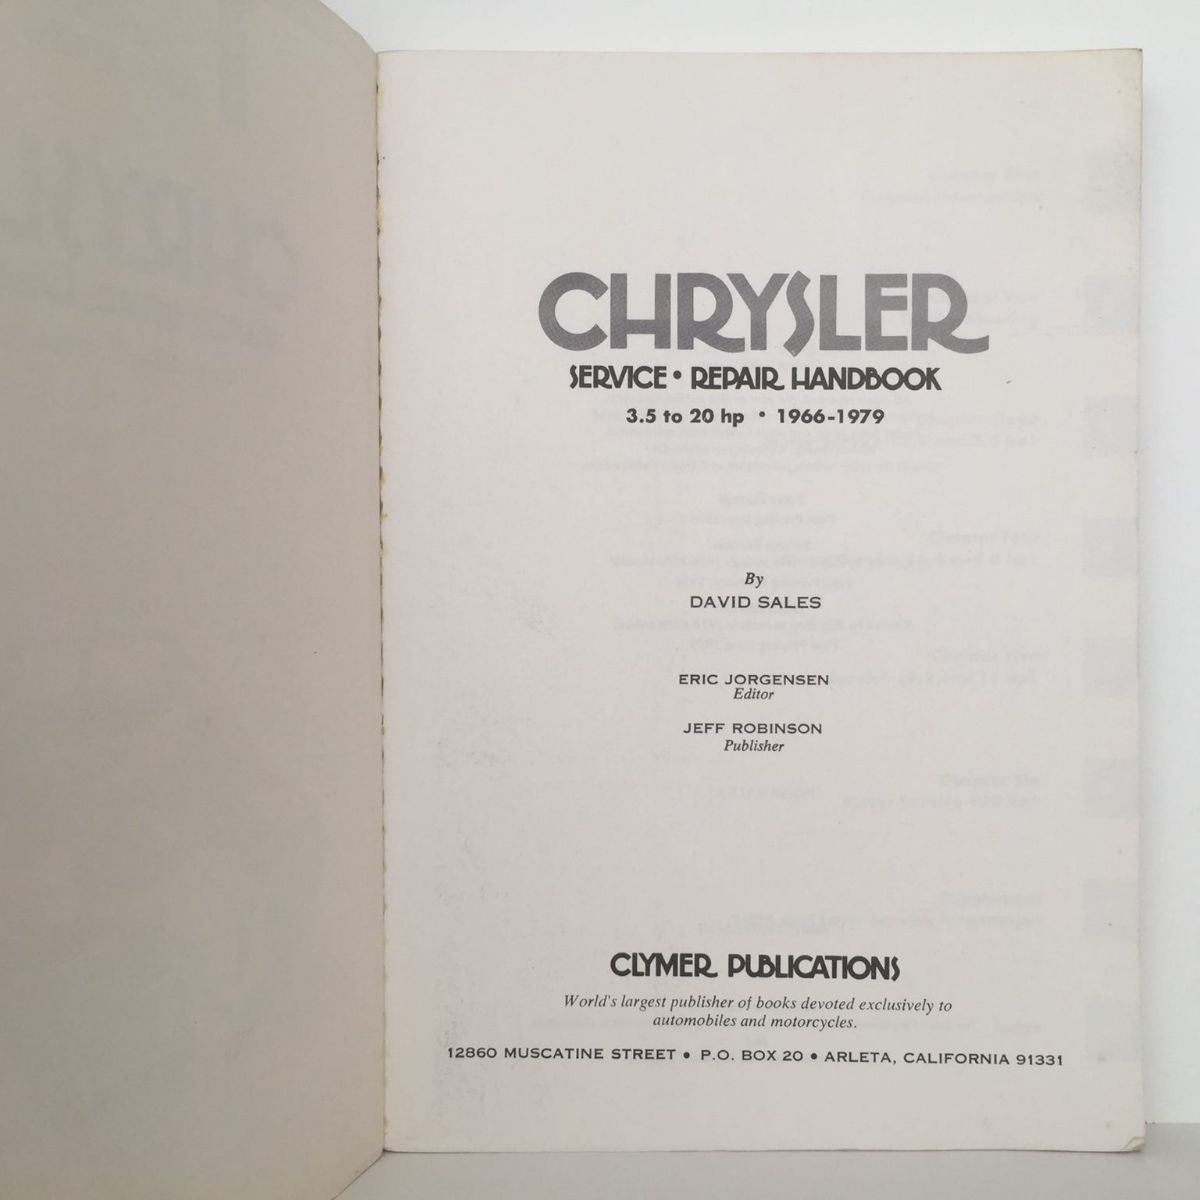 CHRYSLER
SERVICE • REPAIR HANDBOOK
3.5 to 20 hp • 1966-1979
By
DAVID SALES
ERIC JORGENSEN
Editor
JEFF ROBINSON
Publisher
CLYMER PUBLICATIONS
World's largest publisher of books devoted exclusively to
automobiles and motorcycles.
12860 MUSCATINE STREET • P.O. BOX 20 • ARLETA, CALIFORNIA 91331